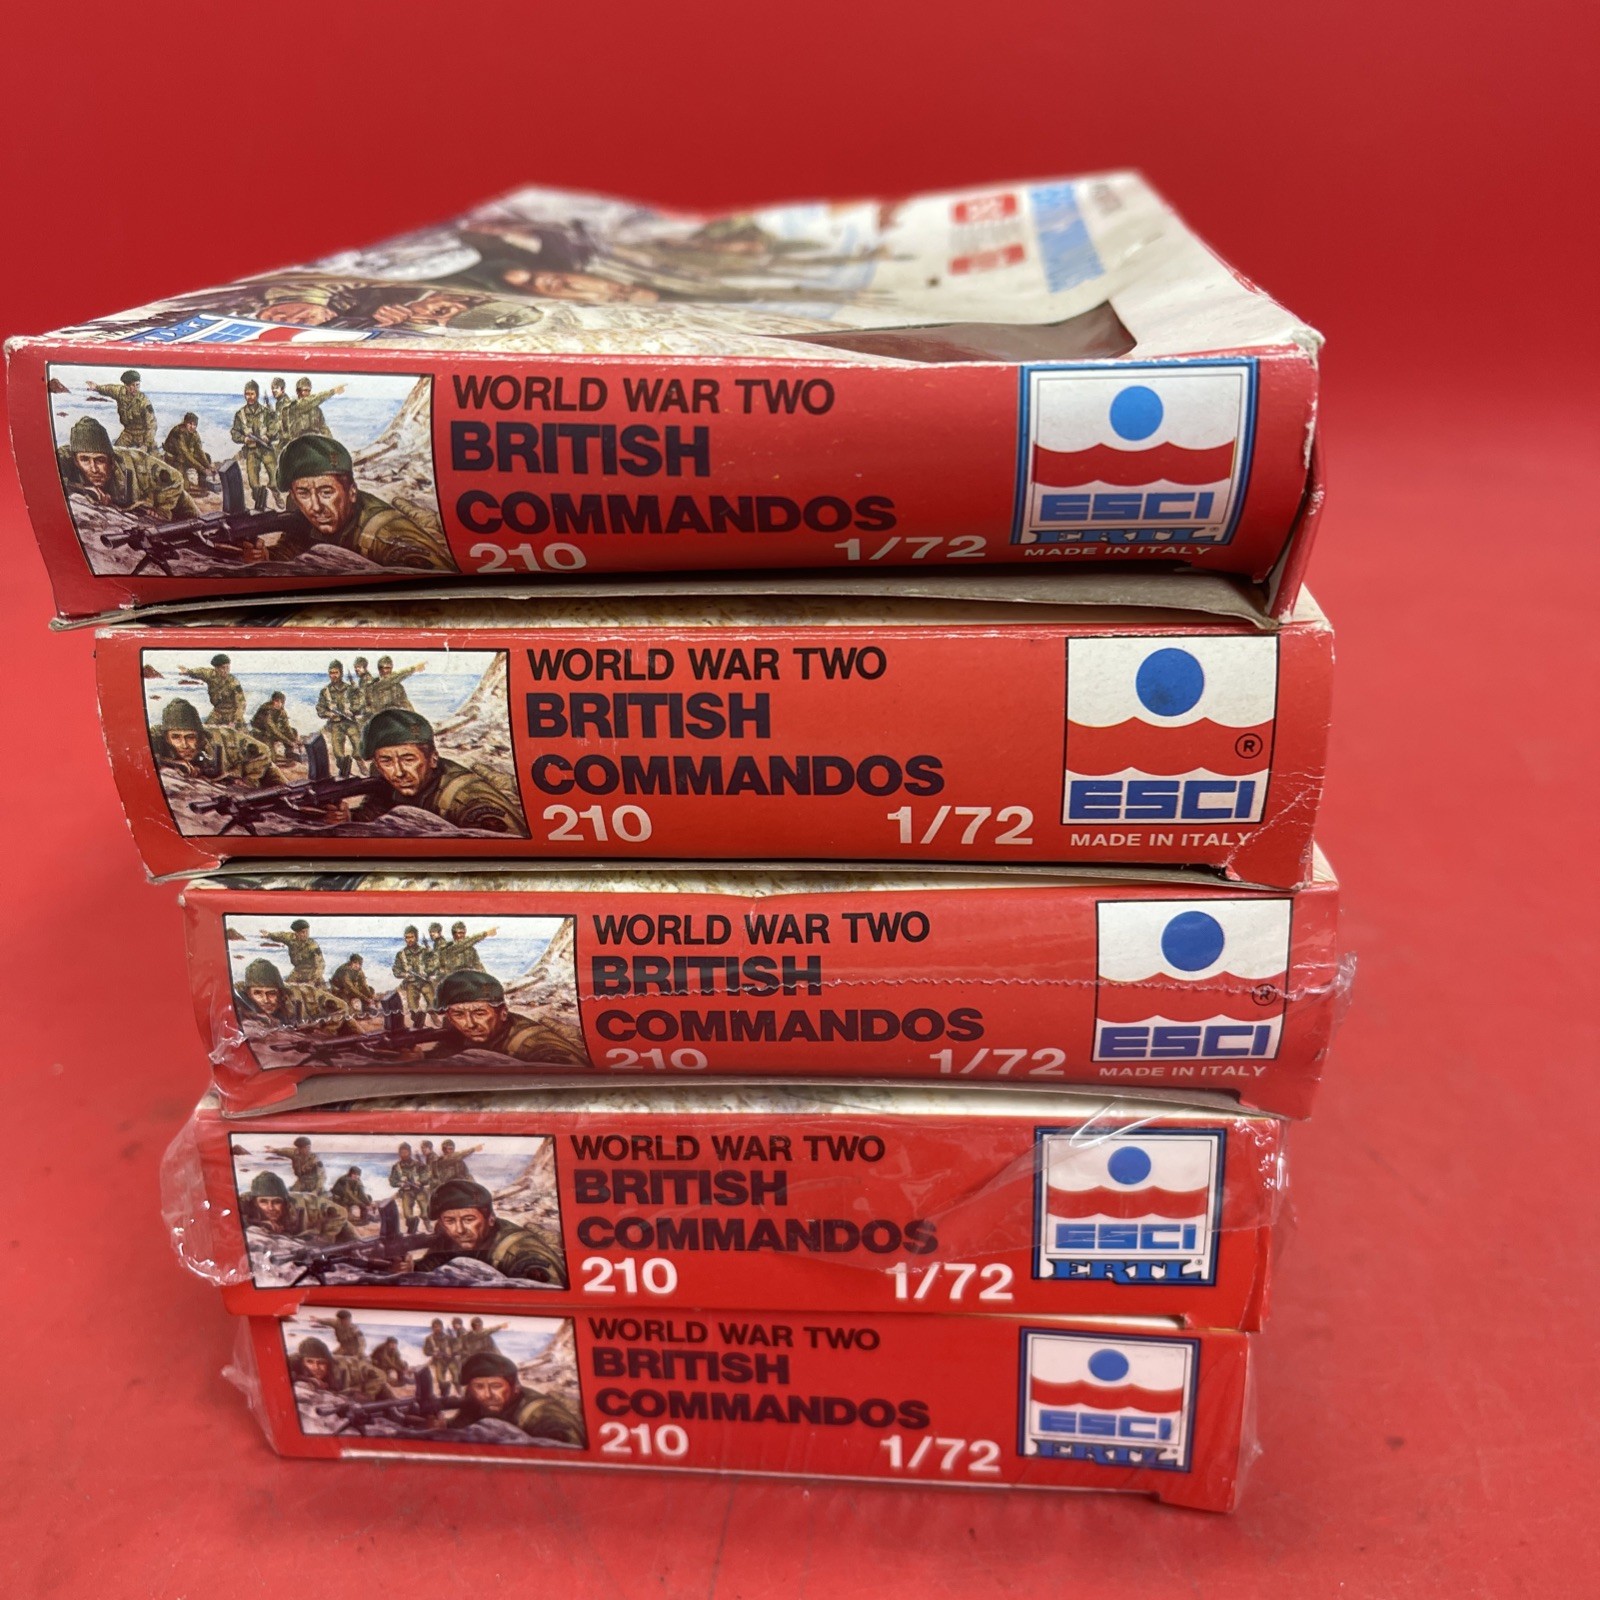 WORLD WAR TWO
BRITISH
COMMANDOS
210 1/72
ESCI
ERTL®
MADE IN ITALY
WORLD WAR TWO
BRITISH
COMMANDOS
210 1/72
®
ESCI
MADE IN ITALY
WORLD WAR TWO
BRITISH
COMMANDOS
210 1/72
®
ESCI
MADE IN ITALY
WORLD WAR TWO
BRITISH
COMMANDOS
210 1/72
ESCI
ERTL®
WORLD WAR TWO
BRITISH
COMMANDOS
210 1/72
ESCI
ERTL